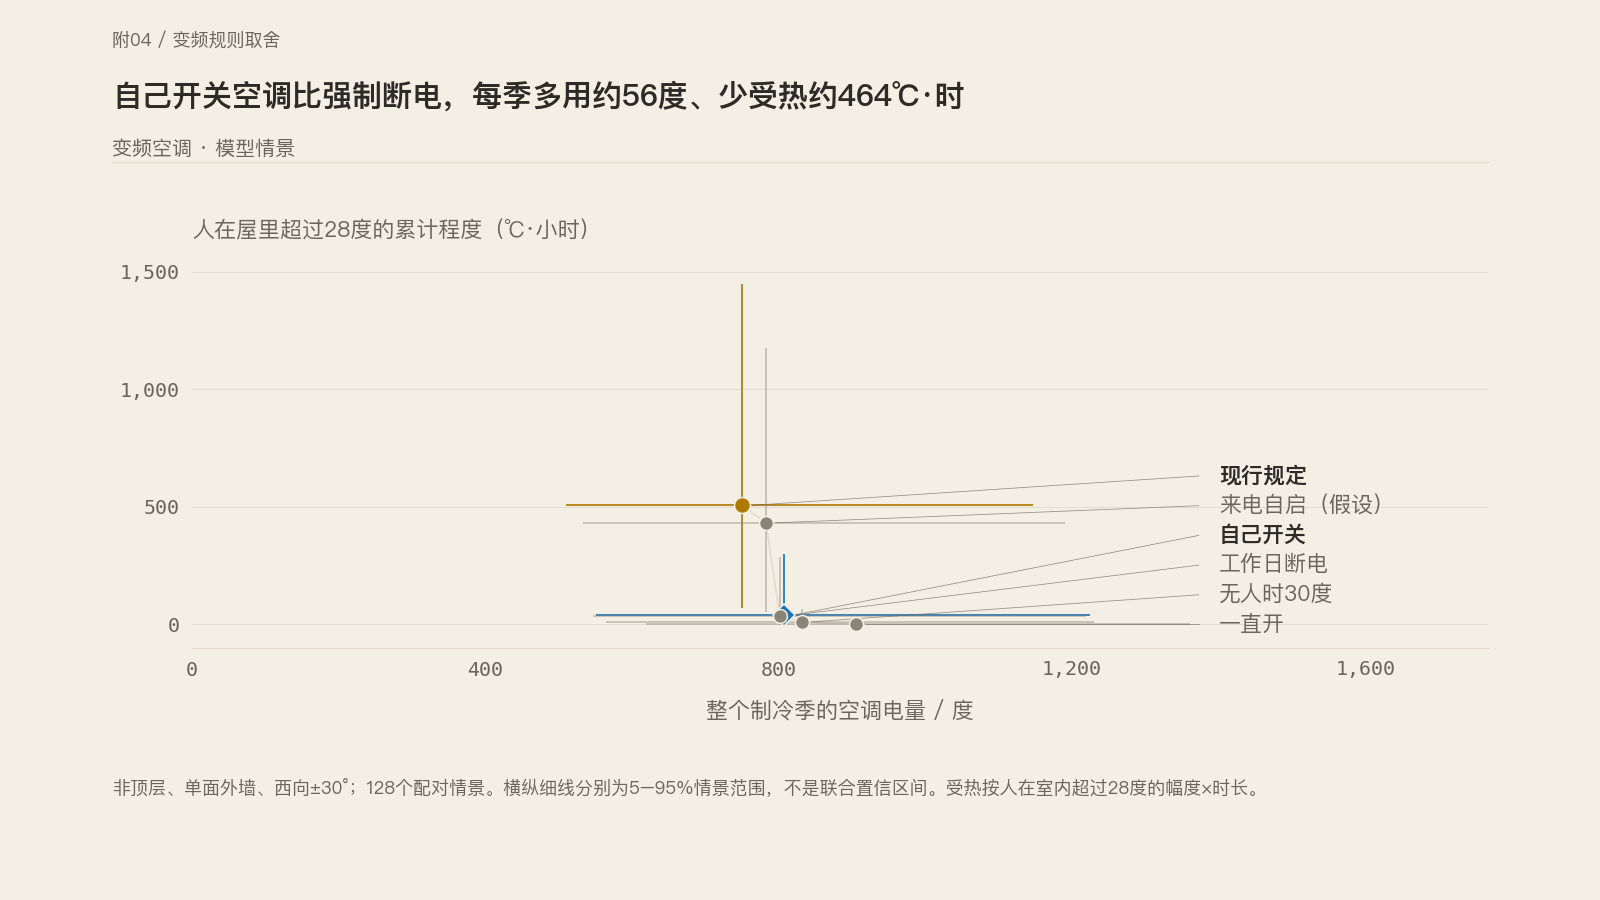 附04 / 变频规则取舍
自己开关空调比强制断电，每季多用约56度、少受热约464℃·时
变频空调 · 模型情景
人在屋里超过28度的累计程度（℃·小时）
1,500
1,000
500
0
现行规定
来电自启（假设）
自己开关
工作日断电
无人时30度
一直开
0
400
800
1,200
1,600
整个制冷季的空调电量 / 度
非顶层、单面外墙、西向±30°；128个配对情景。横纵细线分别为5—95%情景范围，不是联合置信区间。受热按人在室内超过28度的幅度×时长。